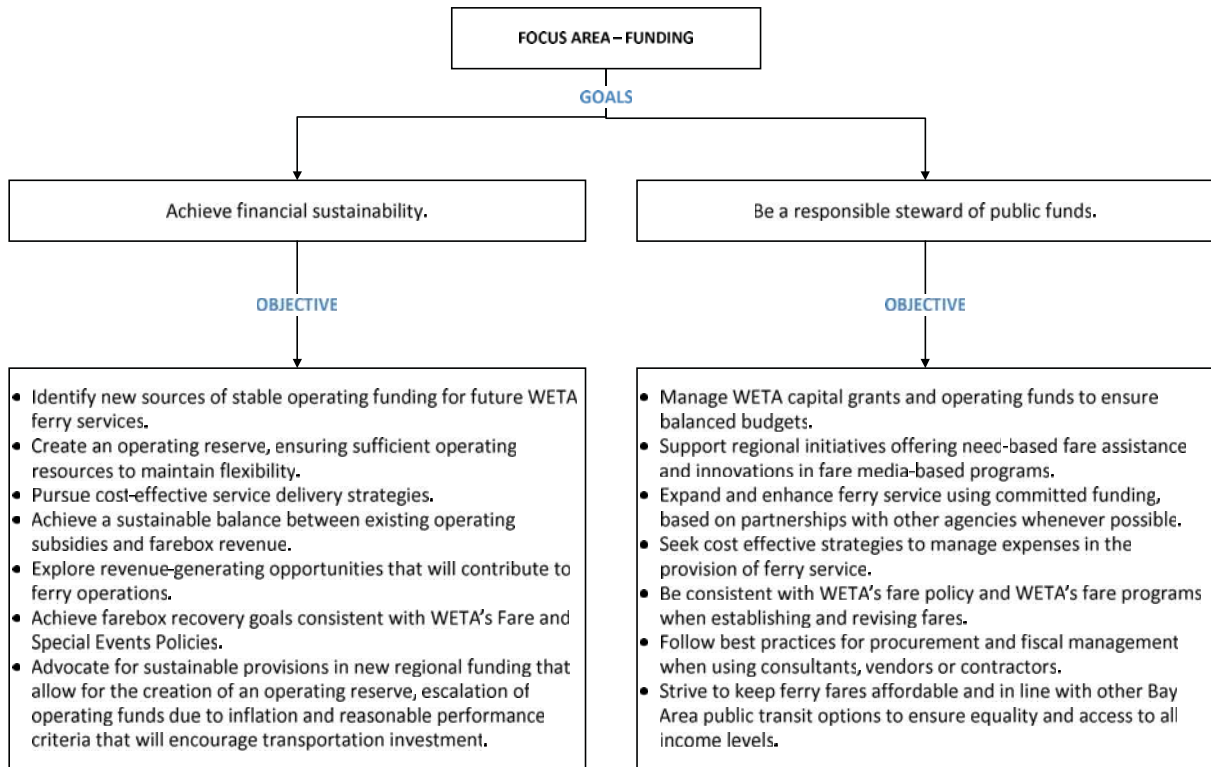 FOCUS AREA – FUNDING
GOALS
Achieve financial sustainability.
Be a responsible steward of public funds.
OBJECTIVE
OBJECTIVE
• Identify new sources of stable operating funding for future WETA
ferry services.
• Create an operating reserve, ensuring sufficient operating
resources to maintain flexibility.
• Pursue cost-effective service delivery strategies.
• Achieve a sustainable balance between existing operating
subsidies and farebox revenue.
• Explore revenue-generating opportunities that will contribute to
ferry operations.
• Achieve farebox recovery goals consistent with WETA's Fare and
Special Events Policies.
• Advocate for sustainable provisions in new regional funding that
allow for the creation of an operating reserve, escalation of
operating funds due to inflation and reasonable performance
criteria that will encourage transportation investment.
• Manage WETA capital grants and operating funds to ensure
balanced budgets.
• Support regional initiatives offering need-based fare assistance
and innovations in fare media-based programs.
• Expand and enhance ferry service using committed funding,
based on partnerships with other agencies whenever possible.
• Seek cost effective strategies to manage expenses in the
provision of ferry service.
• Be consistent with WETA's fare policy and WETA's fare programs
when establishing and revising fares.
• Follow best practices for procurement and fiscal management
when using consultants, vendors or contractors.
• Strive to keep ferry fares affordable and in line with other Bay
Area public transit options to ensure equality and access to all
income levels.